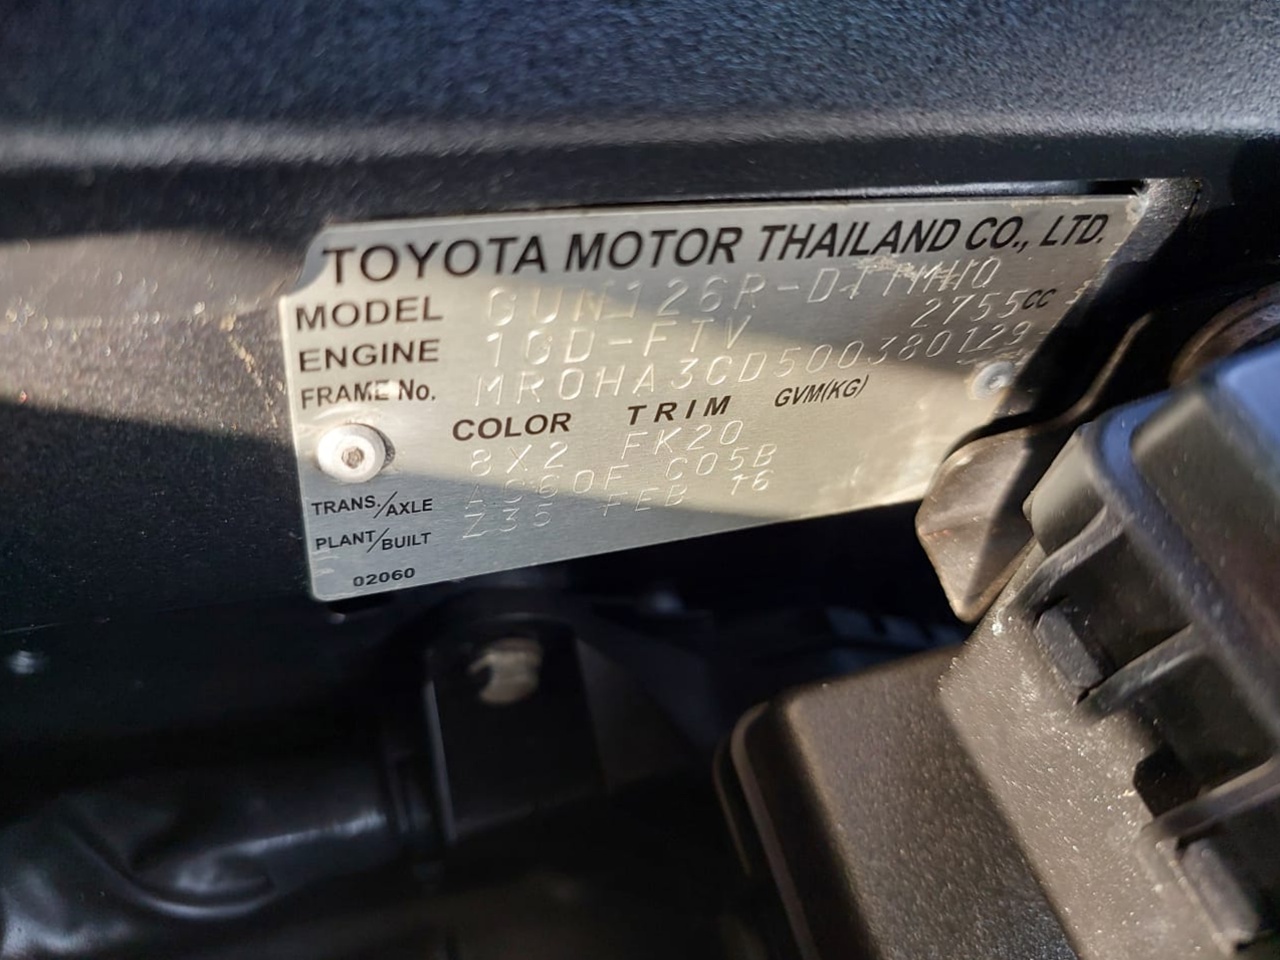 TOYOTA MOTOR THAILAND CO., LTD.
MODEL GUN126R-DTTMHQ
ENGINE 1GD-FTV 2755CC
FRAME No. MR0HA3CD500380129
COLOR TRIM GVM(KG)
8X2 FK20
TRANS./AXLE AC60F C05B
PLANT/BUILT Z35 FEB 16
02060